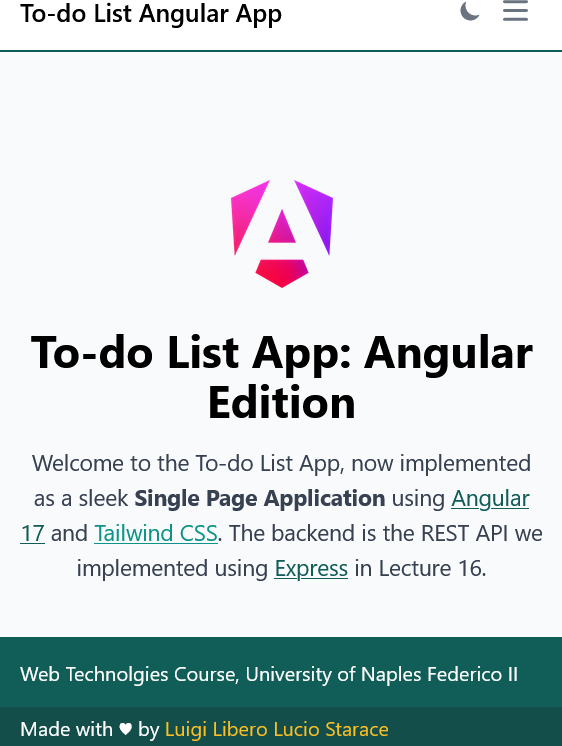 To-do List Angular App
To-do List App: Angular
Edition
Welcome to the To-do List App, now implemented
as a sleek Single Page Application using Angular
17 and Tailwind CSS. The backend is the REST API we
implemented using Express in Lecture 16.
Web Technolgies Course, University of Naples Federico II
Made with ♥ by Luigi Libero Lucio Starace